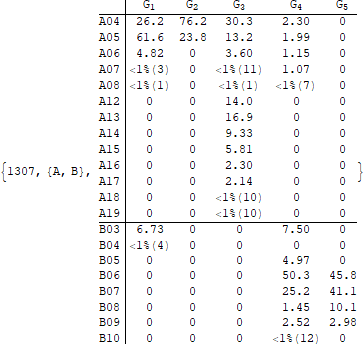 G1 G2 G3 G4 G5
A04 26.2 76.2 30.3 2.30 0
A05 61.6 23.8 13.2 1.99 0
A06 4.82 0 3.60 1.15 0
A07 <1%(3) 0 <1%(11) 1.07 0
A08 <1%(1) 0 <1%(1) <1%(7) 0
A12 0 0 14.0 0 0
A13 0 0 16.9 0 0
A14 0 0 9.33 0 0
A15 0 0 5.81 0 0
{1307, {A, B}, A16 0 0 2.30 0 0 }
A17 0 0 2.14 0 0
A18 0 0 <1%(10) 0 0
A19 0 0 <1%(10) 0 0
B03 6.73 0 0 7.50 0
B04 <1%(4) 0 0 0 0
B05 0 0 0 4.97 0
B06 0 0 0 50.3 45.8
B07 0 0 0 25.2 41.1
B08 0 0 0 1.45 10.1
B09 0 0 0 2.52 2.98
B10 0 0 0 <1%(12) 0